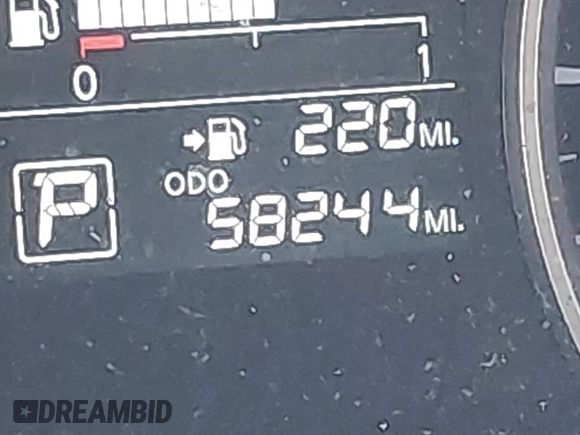 0 1
220 MI.
ODO
P 58244 MI.
DREAMBID